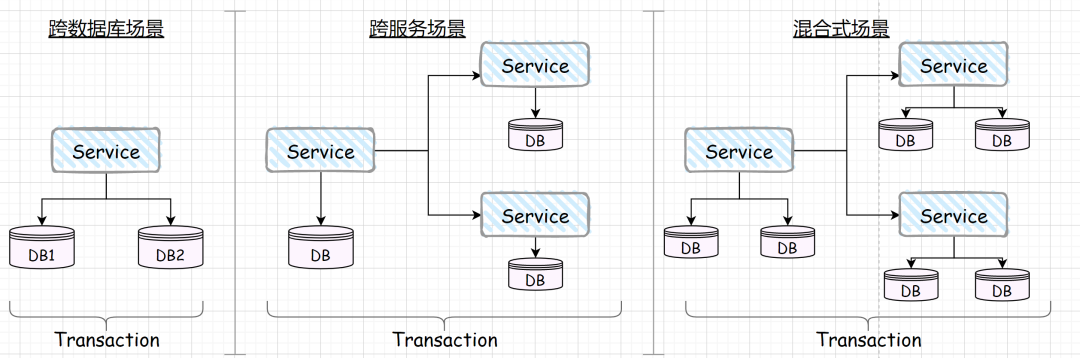 跨数据库场景
Service
DB1
DB2
Transaction
跨服务场景
Service
DB
Service
DB
Service
DB
Transaction
混合式场景
Service
DB
DB
Service
DB
DB
Service
DB
DB
Transaction